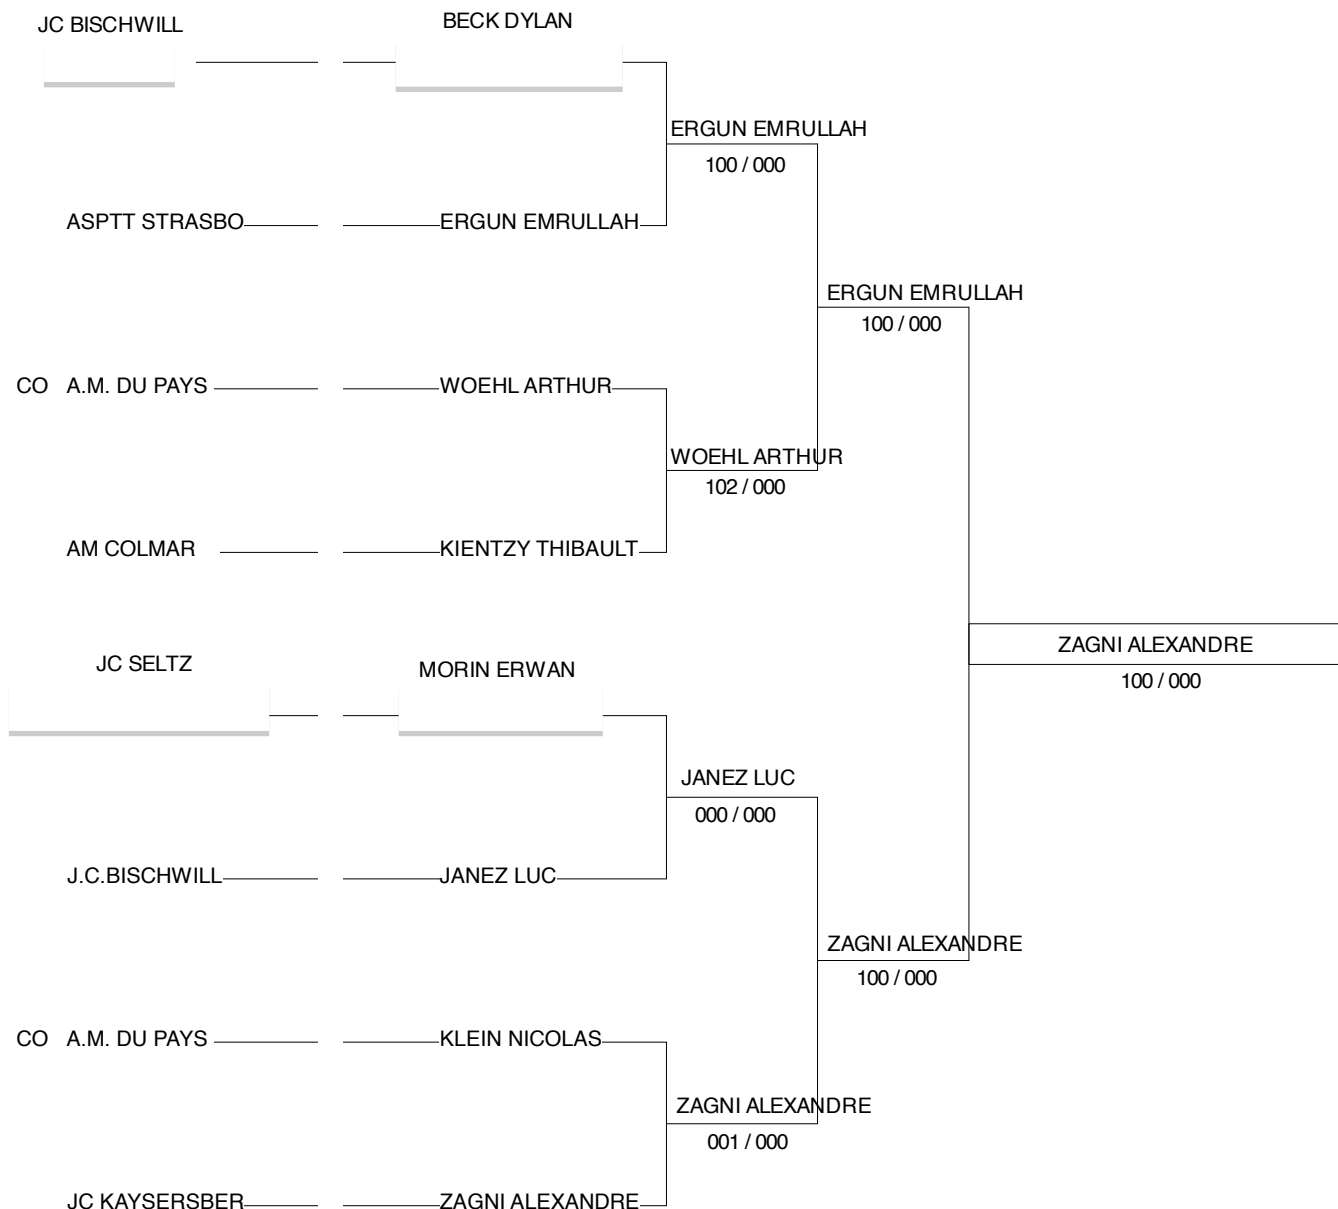 JC BISCHWILL BECK DYLAN
ERGUN EMRULLAH
100 / 000
ASPTT STRASBO ERGUN EMRULLAH
ERGUN EMRULLAH
100 / 000
CO A.M. DU PAYS WOEHL ARTHUR
WOEHL ARTHUR
102 / 000
AM COLMAR KIENTZY THIBAULT
ZAGNI ALEXANDRE
100 / 000
JC SELTZ MORIN ERWAN
JANEZ LUC
000 / 000
J.C.BISCHWILL JANEZ LUC
ZAGNI ALEXANDRE
100 / 000
CO A.M. DU PAYS KLEIN NICOLAS
ZAGNI ALEXANDRE
001 / 000
JC KAYSERSBER ZAGNI ALEXANDRE